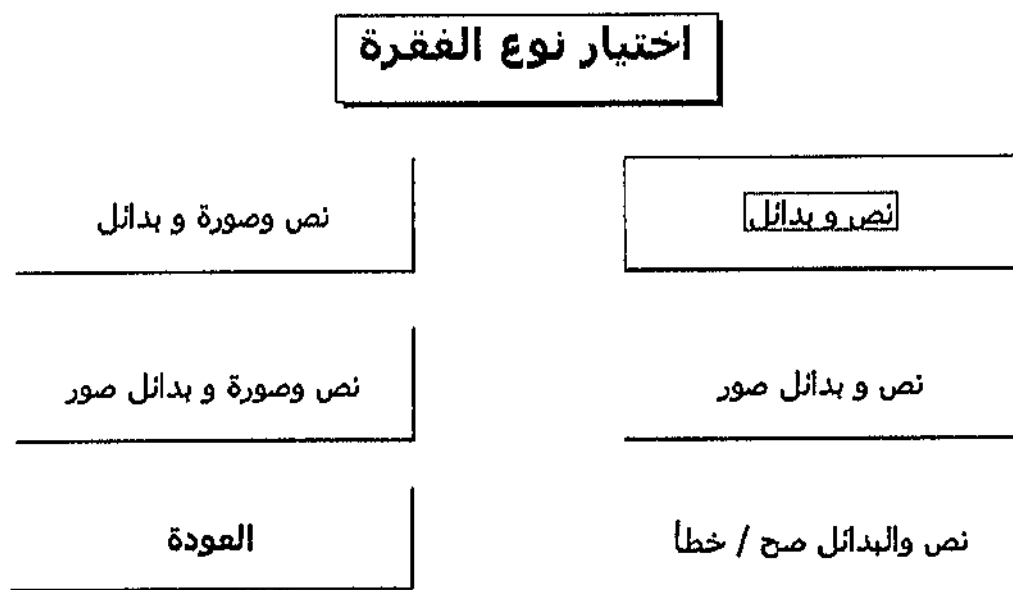 اختيار نوع الفقرة
نص و بدائل
نص وصورة و بدائل
نص و بدائل صور
نص وصورة و بدائل صور
نص والبدائل صح / خطأ
العودة